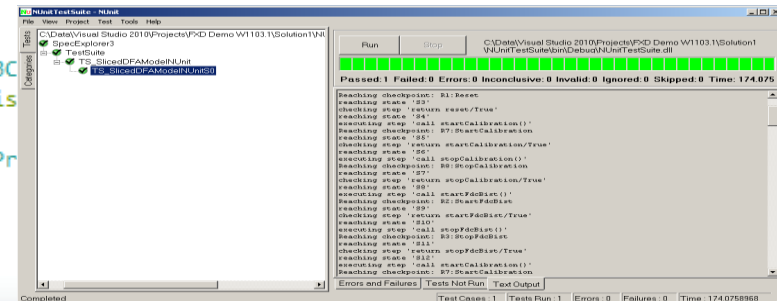 NUnitTestSuite - NUnit
File View Project Test Tools Help
Tests
Categories
C:\Data\Visual Studio 2010\Projects\FXD Demo W1103.1\Solution1\NU
SpecExplorer3
TestSuite
TS_SlicedDFAModelNUnit
TS_SlicedDFAModelNUnitS0
Run Stop C:\Data\Visual Studio 2010\Projects\FXD Demo W1103.1\Solution1
\NUnitTestSuite\bin\Debug\NUnitTestSuite.dll
Passed: 1 Failed: 0 Errors: 0 Inconclusive: 0 Invalid: 0 Ignored: 0 Skipped: 0 Time: 174.075
Reaching checkpoint: R1:Reset
reaching state 'S3'
checking step 'return reset/True'
reaching state 'S4'
executing step 'call startCalibration()'
Reaching checkpoint: R7:StartCalibration
reaching state 'S5'
checking step 'return startCalibration/True'
reaching state 'S6'
executing step 'call stopCalibration()'
Reaching checkpoint: R8:StopCalibration
reaching state 'S7'
checking step 'return stopCalibration/True'
reaching state 'S8'
executing step 'call startFdcBist()'
Reaching checkpoint: R2:StartFdcBist
reaching state 'S9'
checking step 'return startFdcBist/True'
reaching state 'S10'
executing step 'call stopFdcBist()'
Reaching checkpoint: R3:StopFdcBist
reaching state 'S11'
checking step 'return stopFdcBist/True'
reaching state 'S12'
executing step 'call startCalibration()'
Reaching checkpoint: R7:StartCalibration
Errors and Failures Tests Not Run Text Output
Completed Test Cases : 1 Tests Run : 1 Errors : 0 Failures : 0 Time : 174.0758968